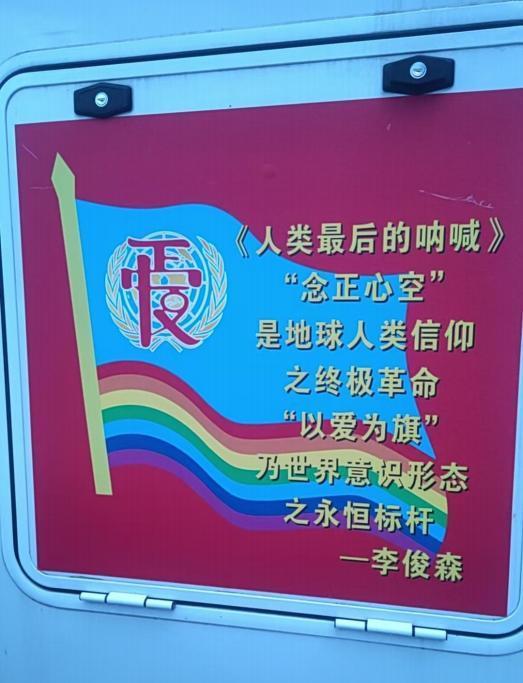 爱
《人类最后的呐喊》
“念正心空”
是地球人类信仰
之终极革命
“以爱为旗”
乃世界意识形态
之永恒标杆
—李俊森